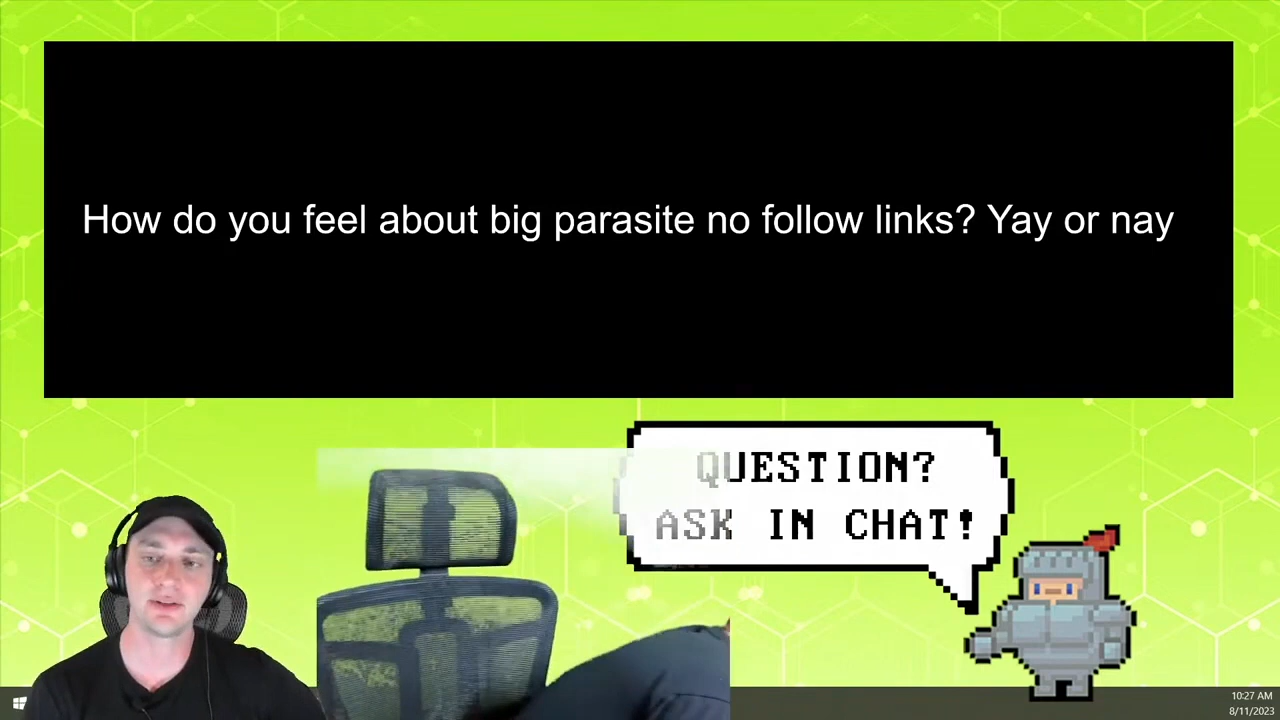 How do you feel about big parasite no follow links? Yay or nay
QUESTION?
ASK IN CHAT!
10:27 AM
8/11/2023